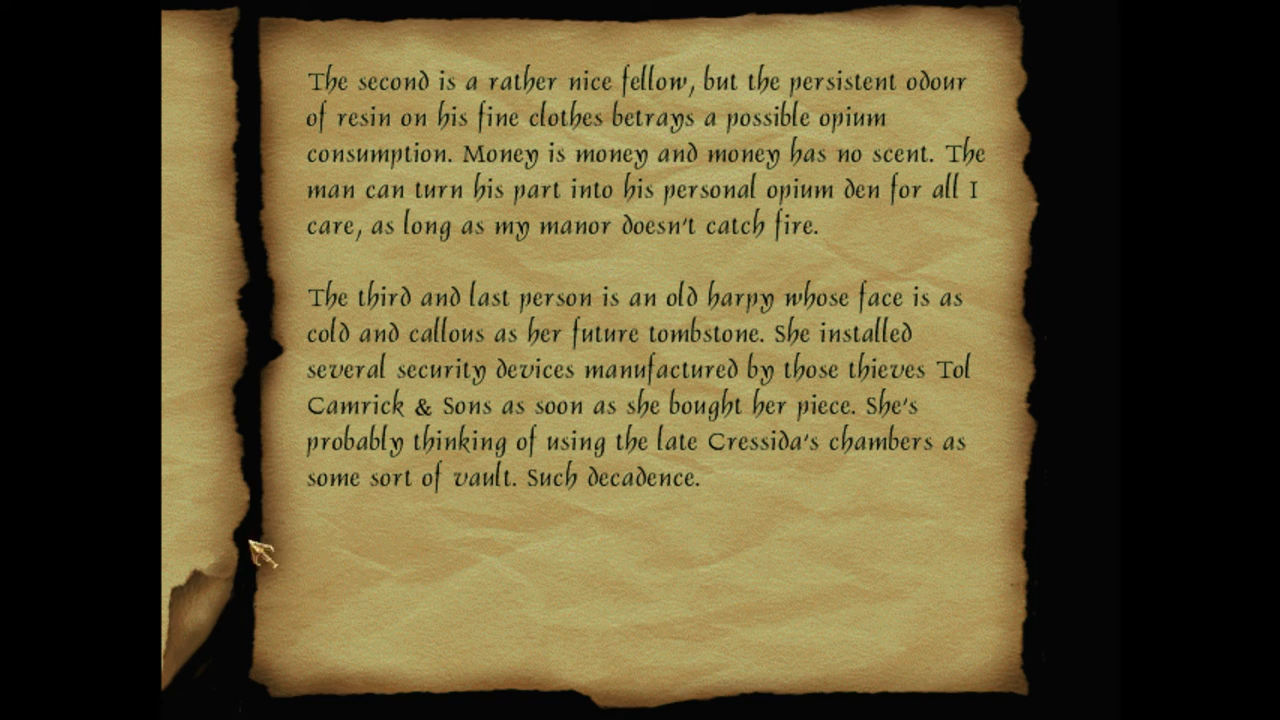 The second is a rather nice fellow, but the persistent odour
of resin on his fine clothes betrays a possible opium
consumption. Money is money and money has no scent. The
man can turn his part into his personal opium den for all I
care, as long as my manor doesn't catch fire.
The third and last person is an old harpy whose face is as
cold and callous as her future tombstone. She installed
several security devices manufactured by those thieves Tol
Camrick & Sons as soon as she bought her piece. She's
probably thinking of using the late Cressida's chambers as
some sort of vault. Such decadence.